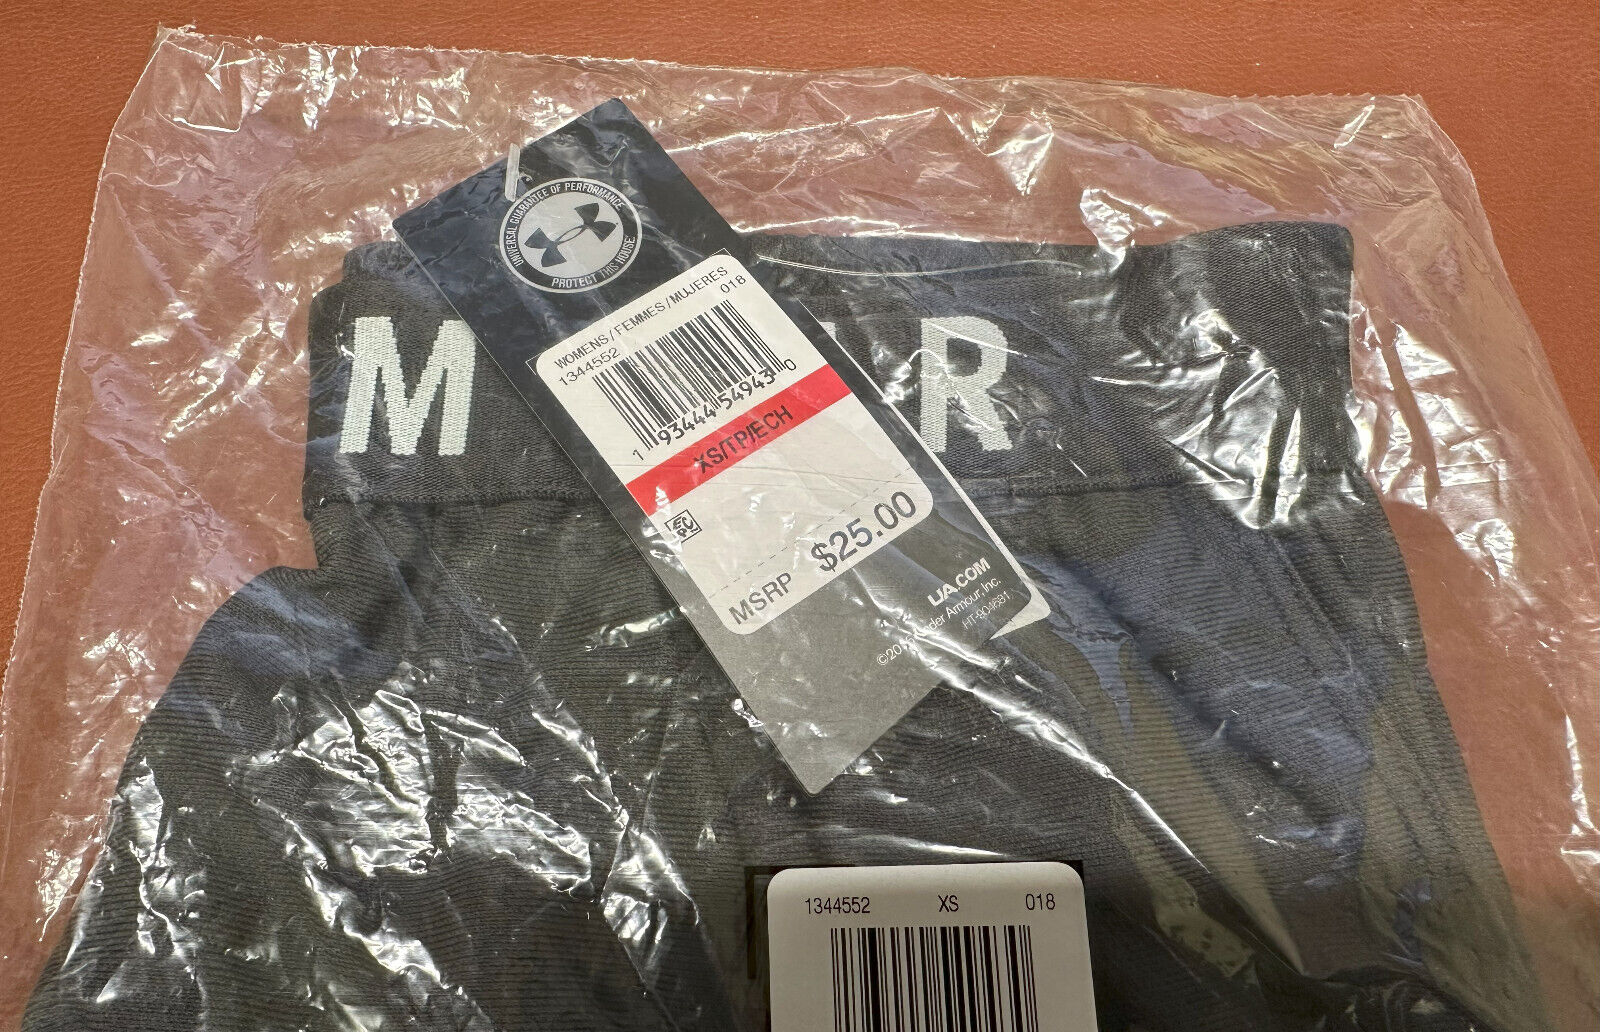 UNIVERSAL GUARANTEE OF PERFORMANCE
PROTECT THIS HOUSE
WOMENS/FEMMES/MUJERES
1344552 018
1 93444 54943 0
XS/TP/ECH
MSRP $25.00
UA.COM
Armour, Inc.
M R
1344552 XS 018